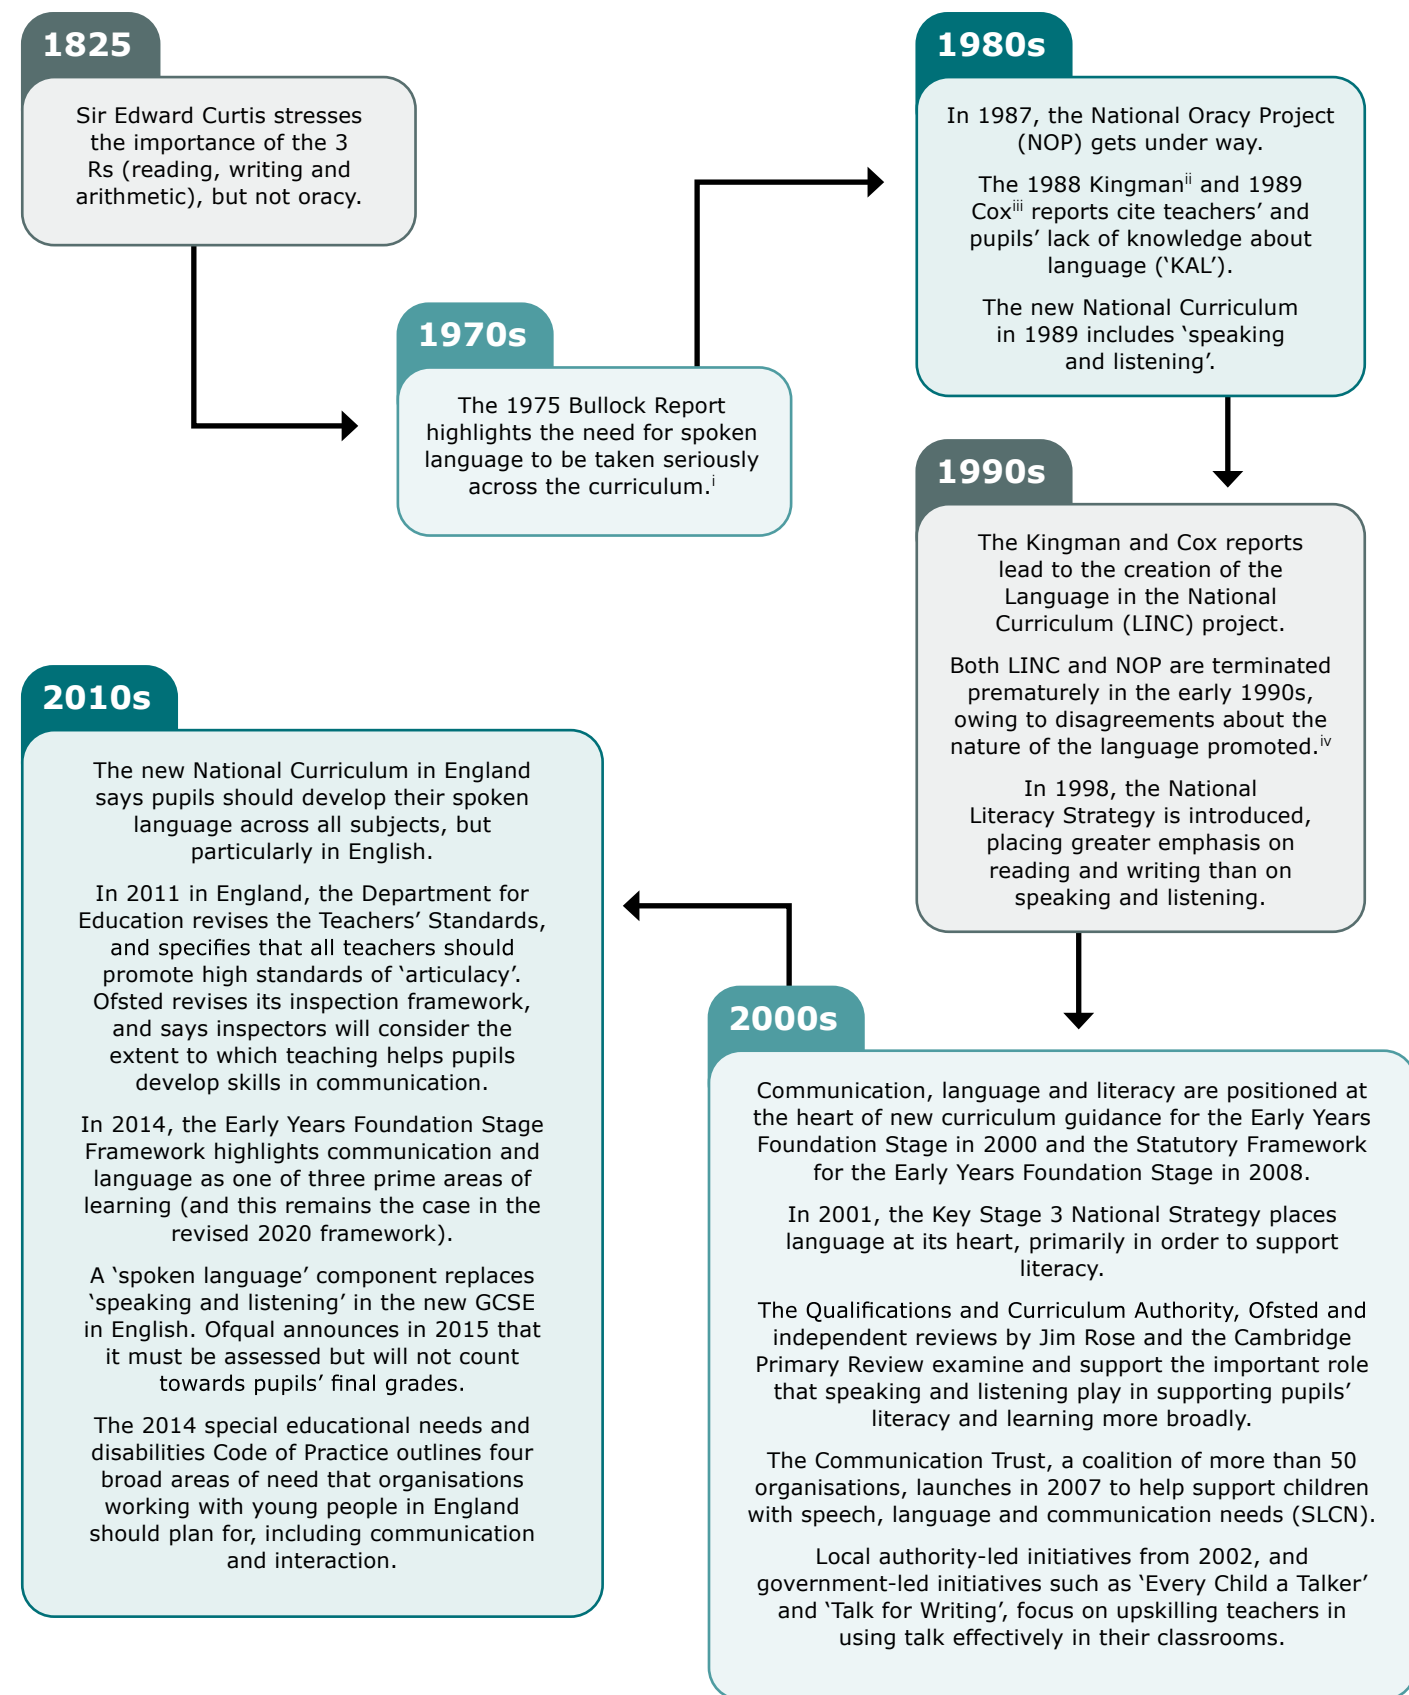 1825
Sir Edward Curtis stresses
the importance of the 3
Rs (reading, writing and
arithmetic), but not oracy.
1970s
The 1975 Bullock Report
highlights the need for spoken
language to be taken seriously
across the curriculum.i
1980s
In 1987, the National Oracy Project
(NOP) gets under way.
The 1988 Kingmanii and 1989
Coxiii reports cite teachers’ and
pupils’ lack of knowledge about
language (‘KAL’).
The new National Curriculum
in 1989 includes ‘speaking
and listening’.
1990s
The Kingman and Cox reports
lead to the creation of the
Language in the National
Curriculum (LINC) project.
Both LINC and NOP are terminated
prematurely in the early 1990s,
owing to disagreements about the
nature of the language promoted.iv
In 1998, the National
Literacy Strategy is introduced,
placing greater emphasis on
reading and writing than on
speaking and listening.
2000s
Communication, language and literacy are positioned at
the heart of new curriculum guidance for the Early Years
Foundation Stage in 2000 and the Statutory Framework
for the Early Years Foundation Stage in 2008.
In 2001, the Key Stage 3 National Strategy places
language at its heart, primarily in order to support
literacy.
The Qualifications and Curriculum Authority, Ofsted and
independent reviews by Jim Rose and the Cambridge
Primary Review examine and support the important role
that speaking and listening play in supporting pupils’
literacy and learning more broadly.
The Communication Trust, a coalition of more than 50
organisations, launches in 2007 to help support children
with speech, language and communication needs (SLCN).
Local authority-led initiatives from 2002, and
government-led initiatives such as ‘Every Child a Talker’
and ‘Talk for Writing’, focus on upskilling teachers in
using talk effectively in their classrooms.
2010s
The new National Curriculum in England
says pupils should develop their spoken
language across all subjects, but
particularly in English.
In 2011 in England, the Department for
Education revises the Teachers’ Standards,
and specifies that all teachers should
promote high standards of ‘articulacy’.
Ofsted revises its inspection framework,
and says inspectors will consider the
extent to which teaching helps pupils
develop skills in communication.
In 2014, the Early Years Foundation Stage
Framework highlights communication and
language as one of three prime areas of
learning (and this remains the case in the
revised 2020 framework).
A ‘spoken language’ component replaces
‘speaking and listening’ in the new GCSE
in English. Ofqual announces in 2015 that
it must be assessed but will not count
towards pupils’ final grades.
The 2014 special educational needs and
disabilities Code of Practice outlines four
broad areas of need that organisations
working with young people in England
should plan for, including communication
and interaction.